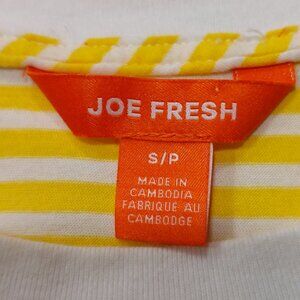 JOE FRESH
S/P
MADE IN
CAMBODIA
FABRIQUE AU
CAMBODGE